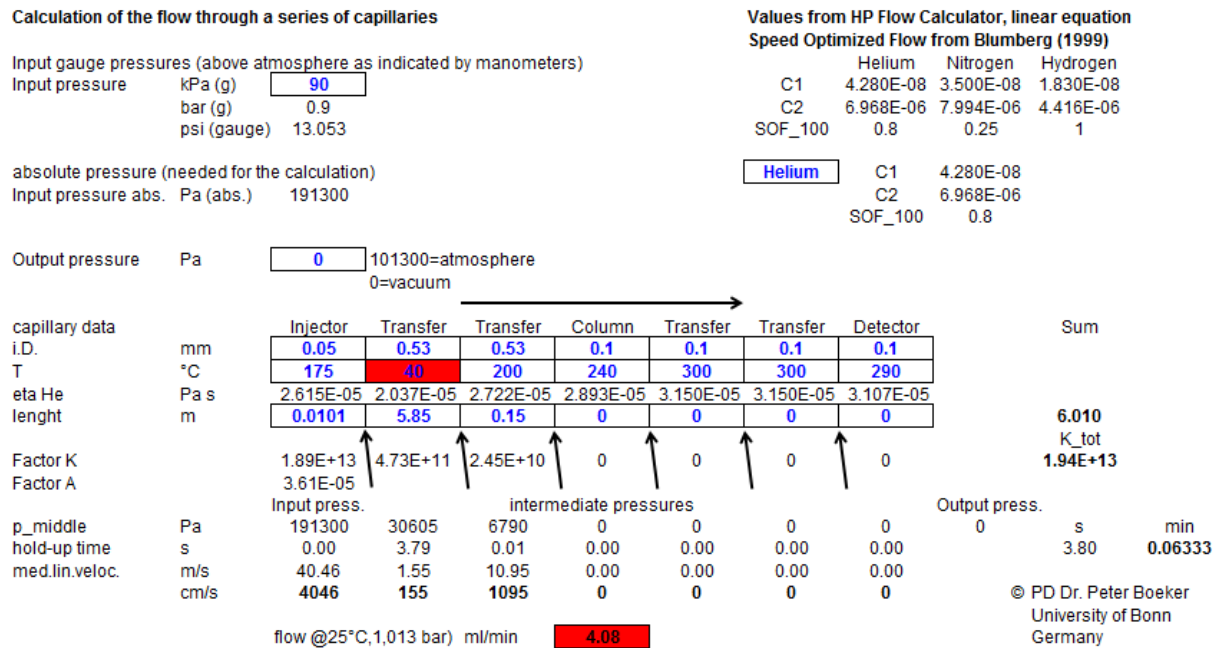 Calculation of the flow through a series of capillaries Values from HP Flow Calculator, linear equation
Speed Optimized Flow from Blumberg (1999)
Input gauge pressures (above atmosphere as indicated by manometers) Helium Nitrogen Hydrogen
Input pressure kPa (g) 90 C1 4.280E-08 3.500E-08 1.830E-08
bar (g) 0.9 C2 6.968E-06 7.994E-06 4.416E-06
psi (gauge) 13.053 SOF_100 0.8 0.25 1
absolute pressure (needed for the calculation) Helium C1 4.280E-08
Input pressure abs. Pa (abs.) 191300 C2 6.968E-06
SOF_100 0.8
Output pressure Pa 0 101300=atmosphere
0=vacuum
capillary data Injector Transfer Transfer Column Transfer Transfer Detector Sum
i.D. mm 0.05 0.53 0.53 0.1 0.1 0.1 0.1
T °C 175 40 200 240 300 300 290
eta He Pa s 2.615E-05 2.037E-05 2.722E-05 2.893E-05 3.150E-05 3.150E-05 3.107E-05
lenght m 0.0101 5.85 0.15 0 0 0 0 6.010
K_tot
Factor K 1.89E+13 4.73E+11 2.45E+10 0 0 0 0 1.94E+13
Factor A 3.61E-05
Input press. intermediate pressures Output press.
p_middle Pa 191300 30605 6790 0 0 0 0 0 s min
hold-up time s 0.00 3.79 0.01 0.00 0.00 0.00 0.00 3.80 0.06333
med.lin.veloc. m/s 40.46 1.55 10.95 0.00 0.00 0.00 0.00
cm/s 4046 155 1095 0 0 0 0 © PD Dr. Peter Boeker
University of Bonn
flow @25°C,1,013 bar) ml/min 4.08 Germany